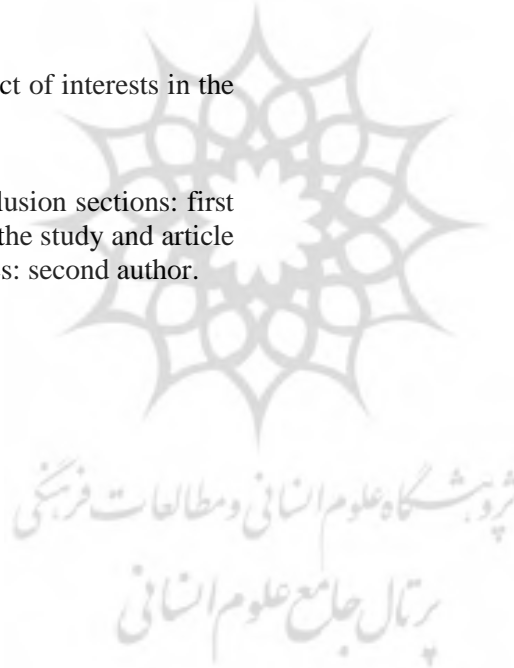 ct of interests in the
lusion sections: first
the study and article
s: second author.
پژوهشگاه علوم انسانی و مطالعات فرهنگی
پرتال جامع علوم انسانی